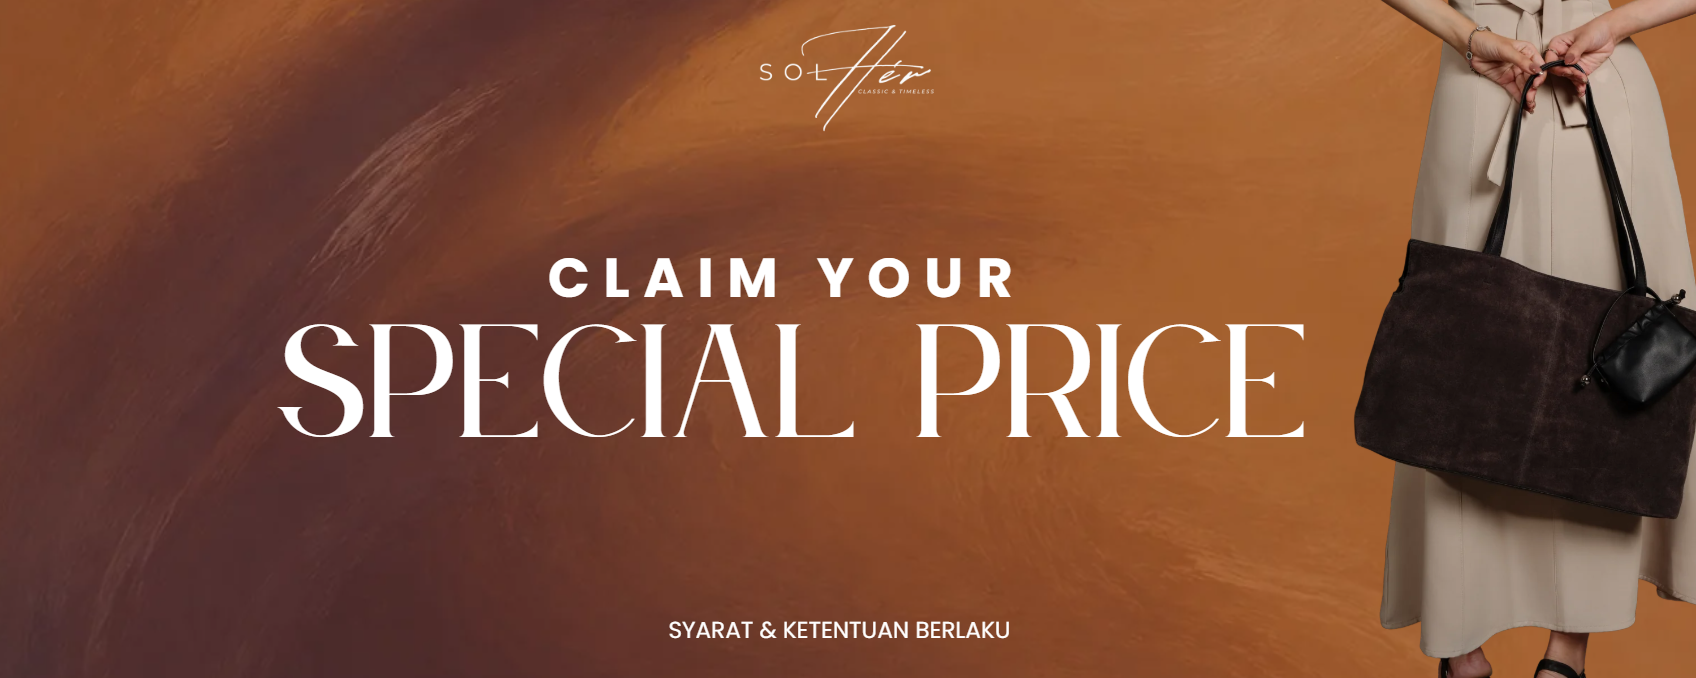 SOL Hér
CLASSIC & TIMELESS
CLAIM YOUR
SPECIAL PRICE
SYARAT & KETENTUAN BERLAKU